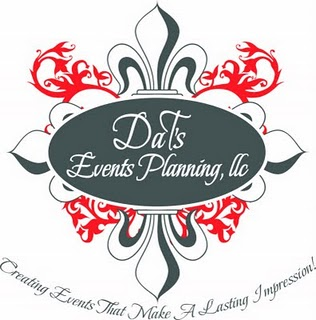 DaT's
Events Planning, llc
Creating Events That Make A Lasting Impression!